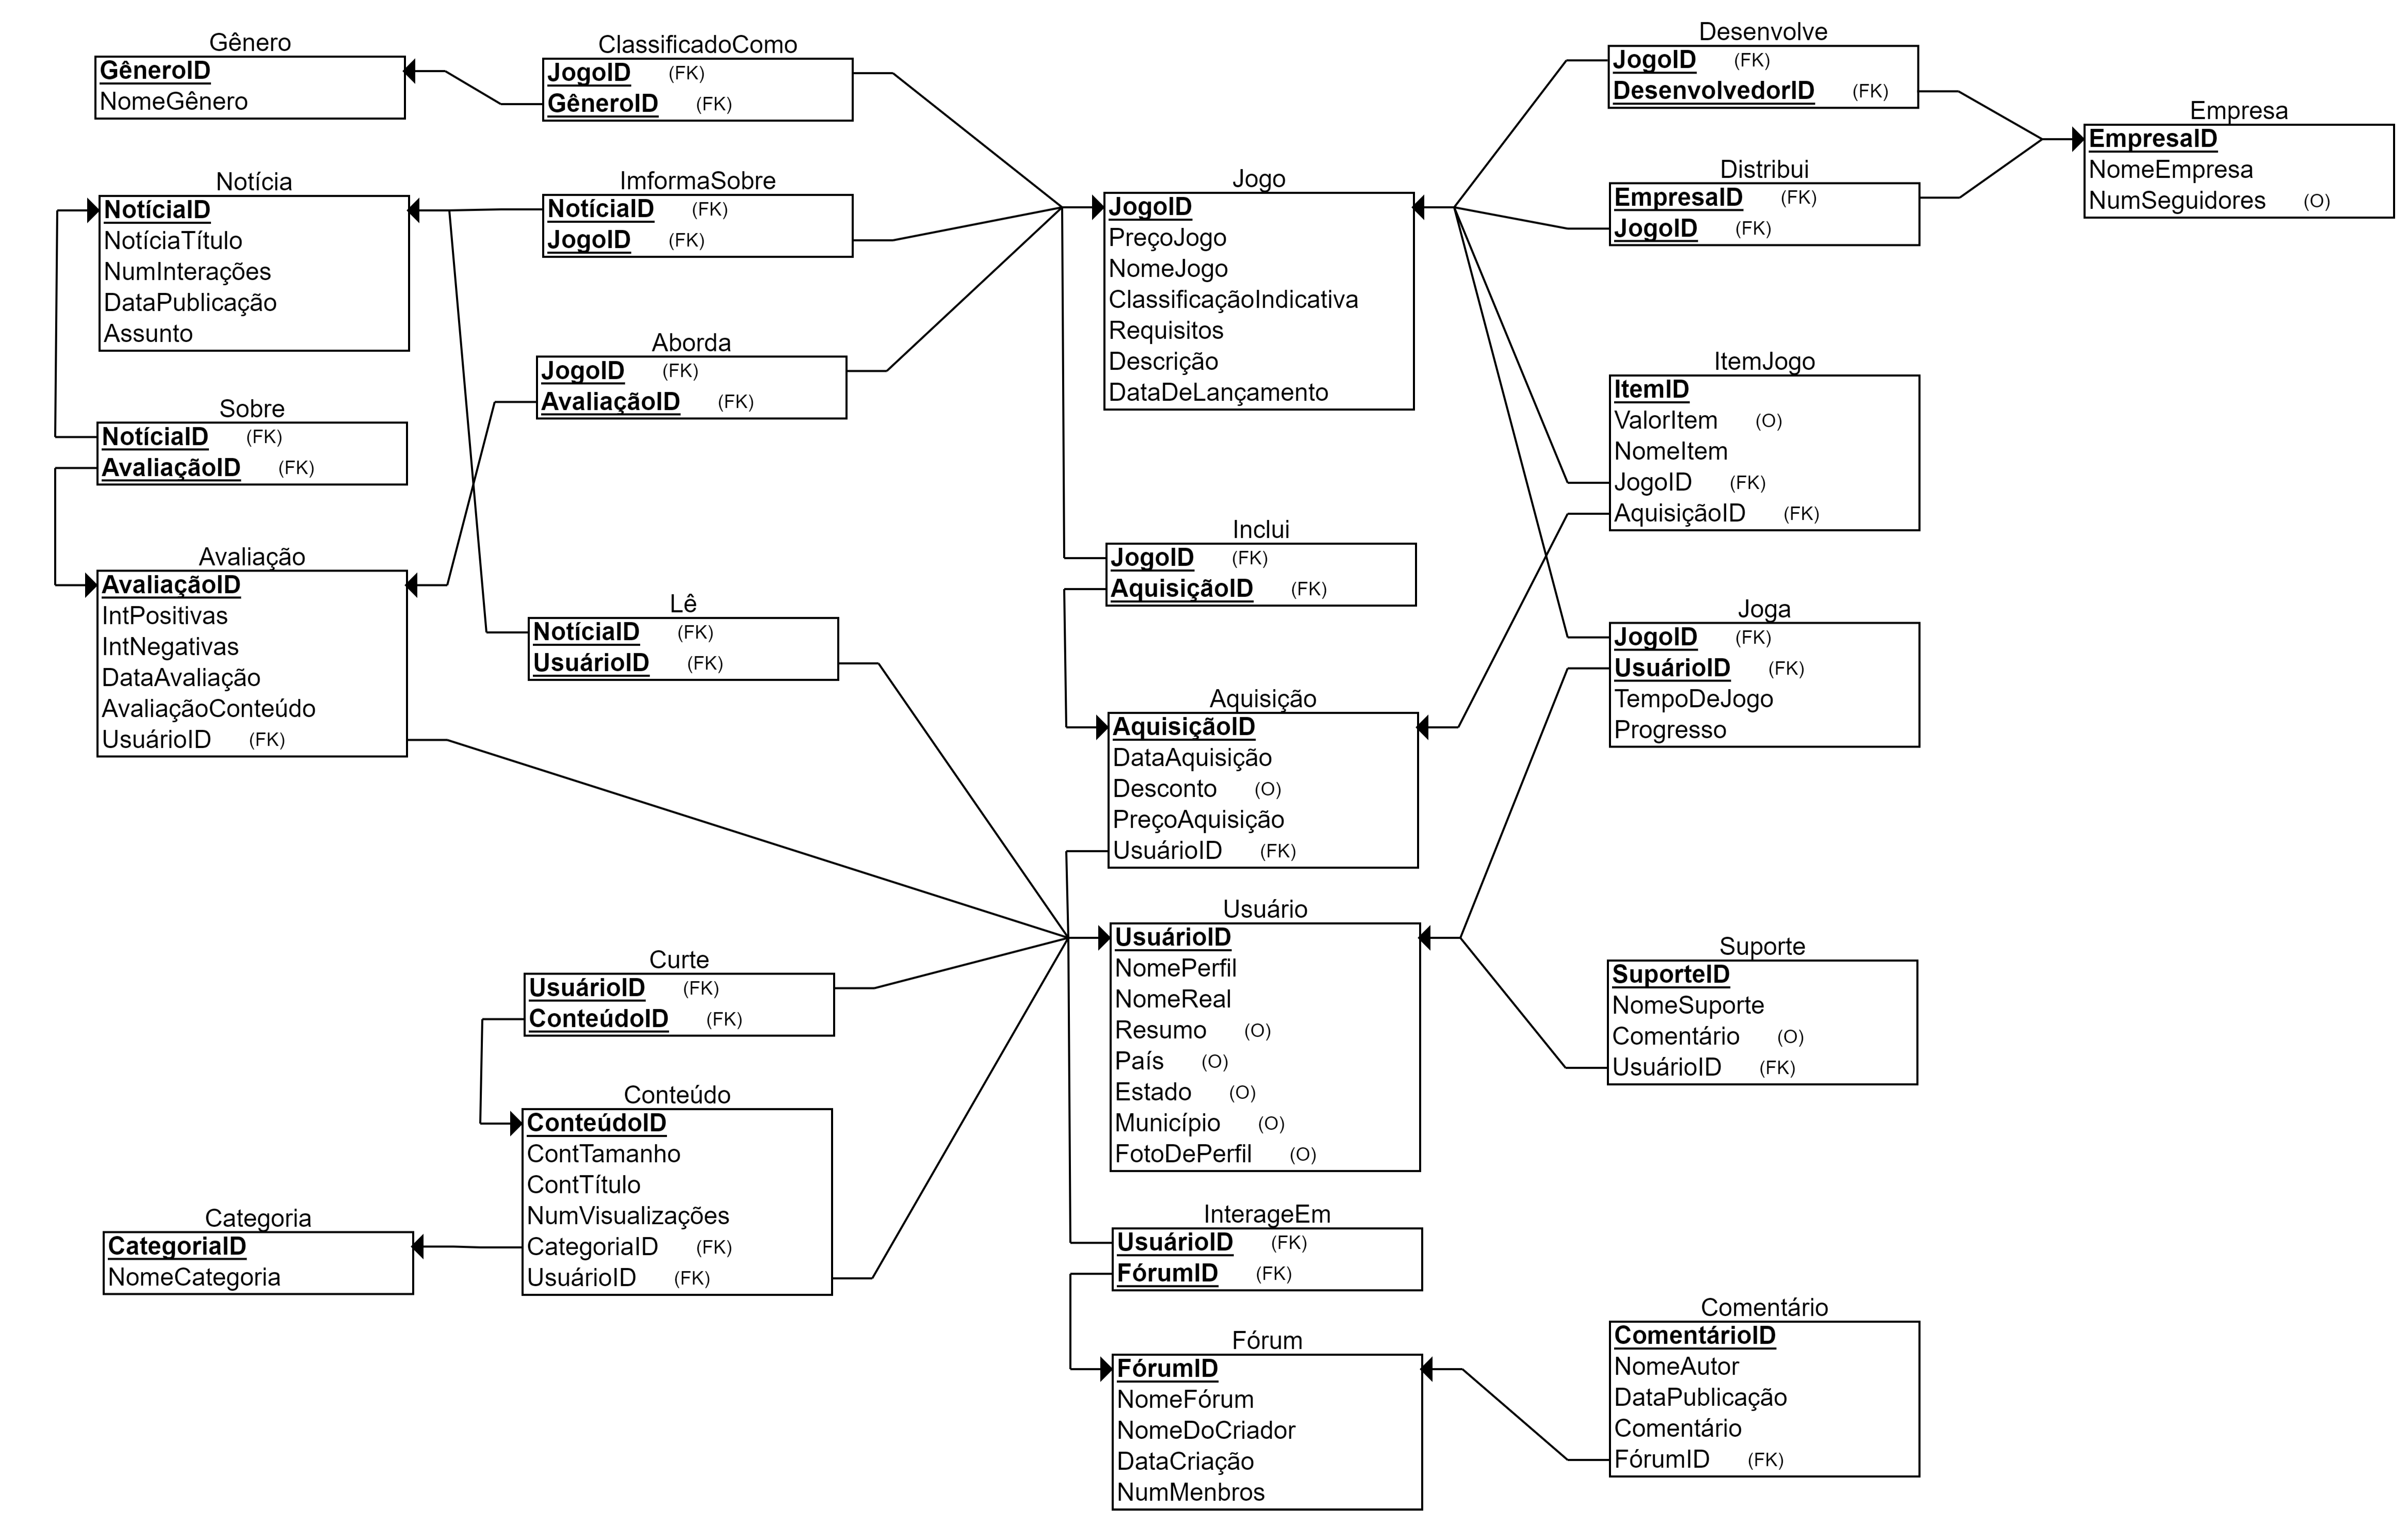 Gênero
GêneroID
NomeGênero
ClassificadoComo
JogoID (FK)
GêneroID (FK)
Desenvolve
JogoID (FK)
DesenvolvedorID (FK)
Empresa
EmpresaID
NomeEmpresa
NumSeguidores (O)
Notícia
NotíciaID
NotíciaTítulo
NumInterações
DataPublicação
Assunto
ImformaSobre
NotíciaID (FK)
JogoID (FK)
Jogo
JogoID
PreçoJogo
NomeJogo
ClassificaçãoIndicativa
Requisitos
Descrição
DataDeLançamento
Distribui
EmpresaID (FK)
JogoID (FK)
Aborda
JogoID (FK)
AvaliaçãoID (FK)
ItemJogo
ItemID
ValorItem (O)
NomeItem
JogoID (FK)
AquisiçãoID (FK)
Sobre
NotíciaID (FK)
AvaliaçãoID (FK)
Avaliação
AvaliaçãoID
IntPositivas
IntNegativas
DataAvaliação
AvaliaçãoConteúdo
UsuárioID (FK)
Lê
NotíciaID (FK)
UsuárioID (FK)
Inclui
JogoID (FK)
AquisiçãoID (FK)
Joga
JogoID (FK)
UsuárioID (FK)
TempoDeJogo
Progresso
Aquisição
AquisiçãoID
DataAquisição
Desconto (O)
PreçoAquisição
UsuárioID (FK)
Usuário
UsuárioID
NomePerfil
NomeReal
Resumo (O)
País (O)
Estado (O)
Município (O)
FotoDePerfil (O)
Suporte
SuporteID
NomeSuporte
Comentário (O)
UsuárioID (FK)
Curte
UsuárioID (FK)
ConteúdoID (FK)
Conteúdo
ConteúdoID
ContTamanho
ContTítulo
NumVisualizações
CategoriaID (FK)
UsuárioID (FK)
Categoria
CategoriaID
NomeCategoria
InterageEm
UsuárioID (FK)
FórumID (FK)
Fórum
FórumID
NomeFórum
NomeDoCriador
DataCriação
NumMenbros
Comentário
ComentárioID
NomeAutor
DataPublicação
Comentário
FórumID (FK)